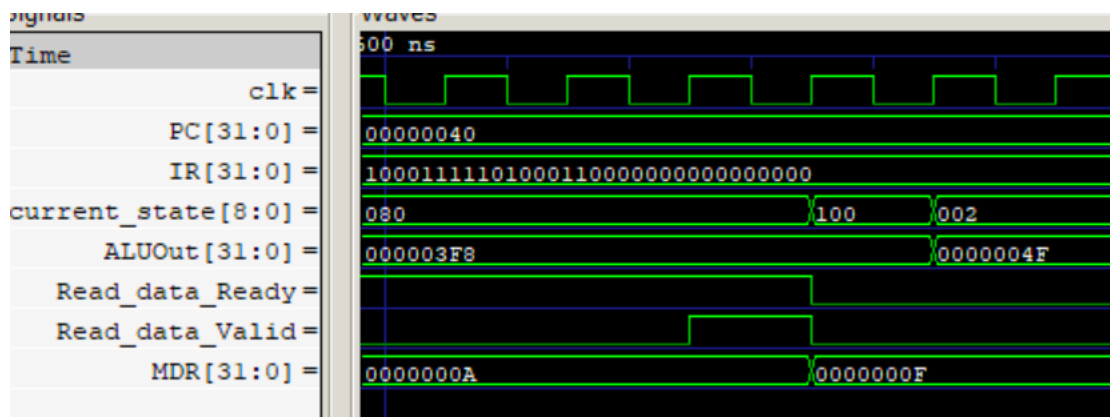 Signals
Waves
Time
00 ns
clk=
PC[31:0] =
00000040
IR[31:0] =
10001111101000110000000000000000
current_state[8:0] =
080 100 002
ALUOut[31:0] =
000003F8 0000004F
Read_data_Ready=
Read_data_Valid=
MDR[31:0] =
0000000A 0000000F